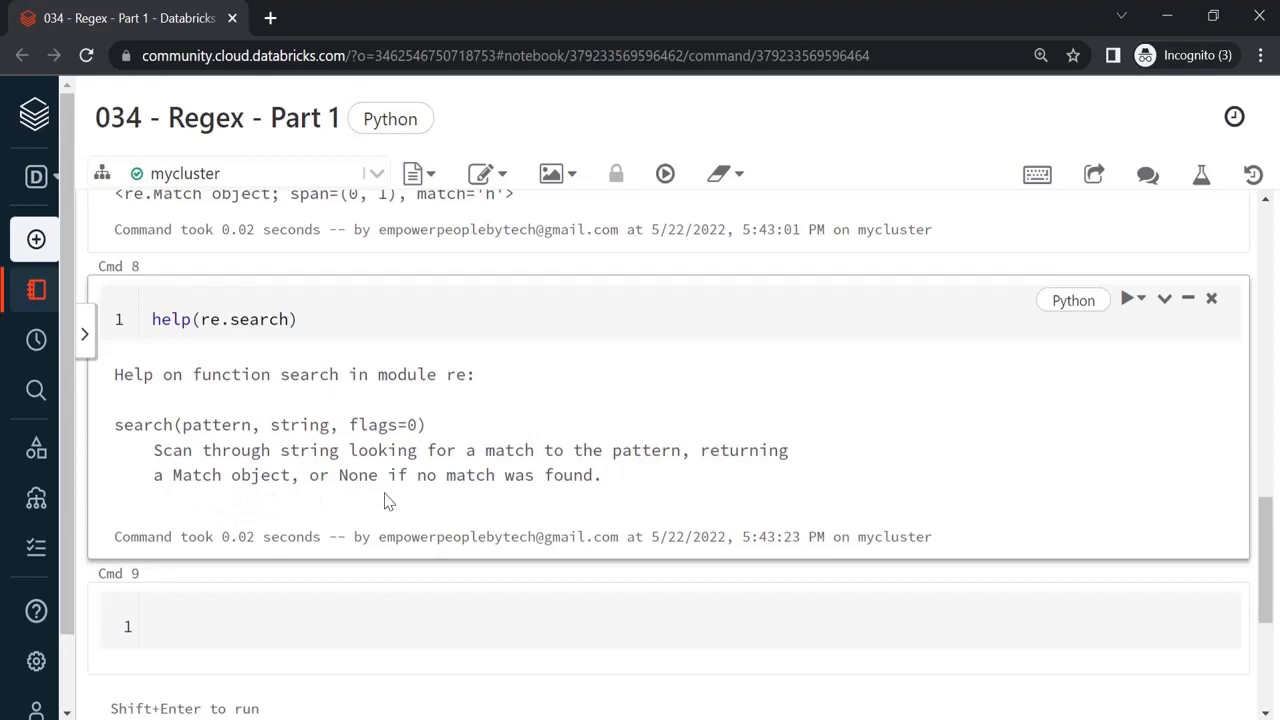 034 - Regex - Part 1 - Databricks
community.cloud.databricks.com/?o=3462546750718753#notebook/379233569596462/command/379233569596464
Incognito (3)
034 - Regex - Part 1
Python
D
mycluster
<re.Match object; span=(0, 1), match='h'>
Command took 0.02 seconds -- by empowerpeoplebytech@gmail.com at 5/22/2022, 5:43:01 PM on mycluster
Cmd 8
Python
1 help(re.search)
Help on function search in module re:
search(pattern, string, flags=0)
Scan through string looking for a match to the pattern, returning
a Match object, or None if no match was found.
Command took 0.02 seconds -- by empowerpeoplebytech@gmail.com at 5/22/2022, 5:43:23 PM on mycluster
Cmd 9
1
Shift+Enter to run